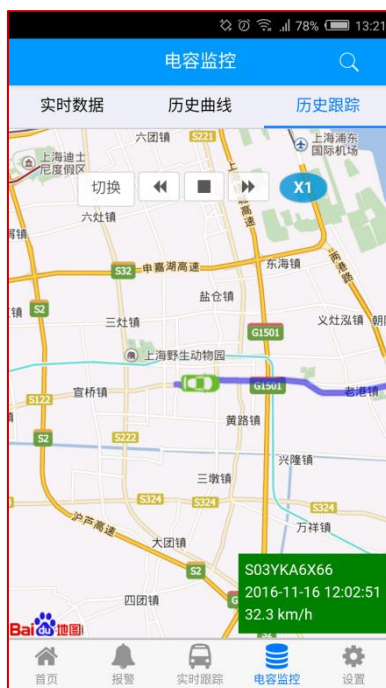 78% 13:21
电容监控
实时数据 历史曲线 历史跟踪
六团镇 S221 上海浦东
国际机场
上海迪士
尼度假区
切换 X1
六灶镇
S32 申嘉湖高速 东海镇
盐仓镇
S2
三灶镇 义灶泓镇
G1501
上海野生动物园
宣桥镇 G1501 老港镇
S122
黄路镇
S2 S222
兴隆镇
三墩镇
S324 S324 S324
沪芦高速 万祥镇
大团镇
S2
S03YKA6X66
2016-11-16 12:02:51
32.3 km/h
四团镇
Bai 地图
首页 报警 实时跟踪 电容监控 设置